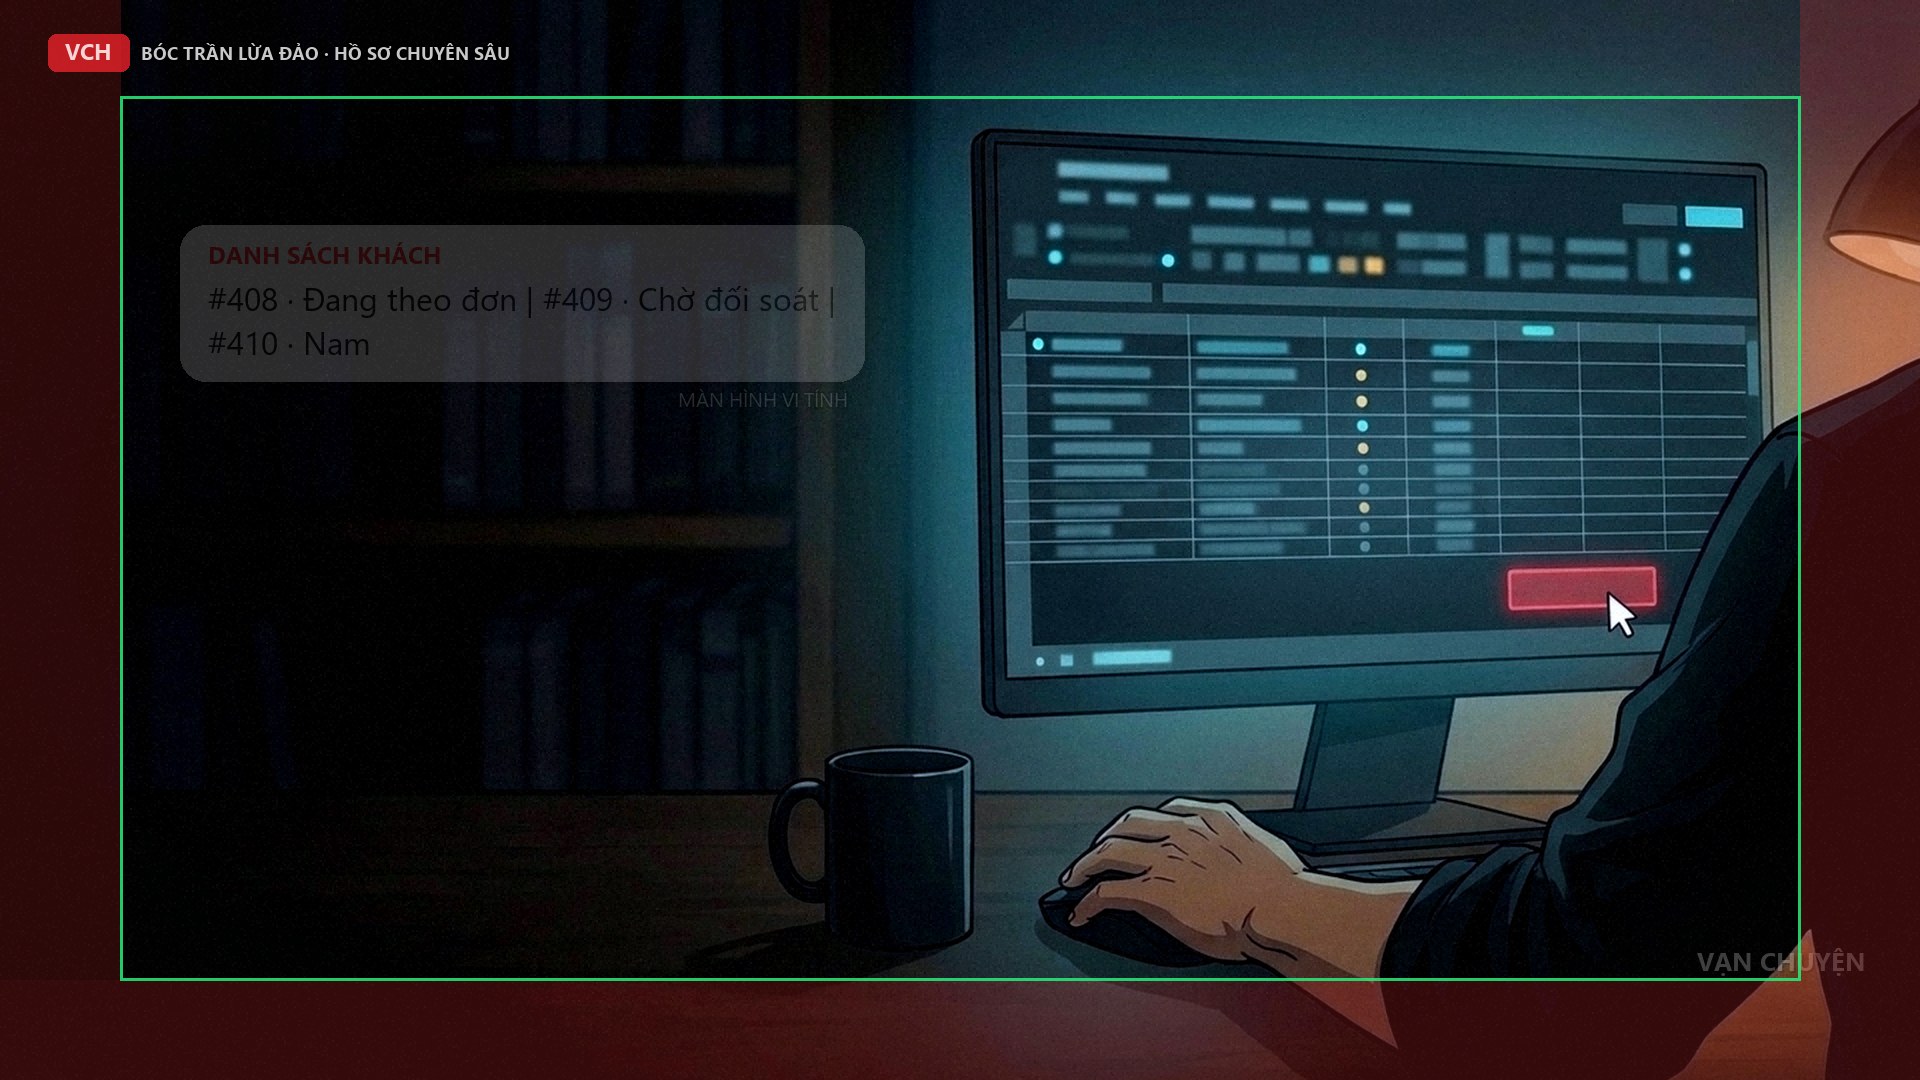 VCH BÓC TRẦN LỪA ĐẢO · HỒ SƠ CHUYÊN SÂU
DANH SÁCH KHÁCH
#408 · Đang theo đơn | #409 · Chờ đối soát |
#410 · Nam
MÀN HÌNH VI TÍNH
VẠN CHUYỆN